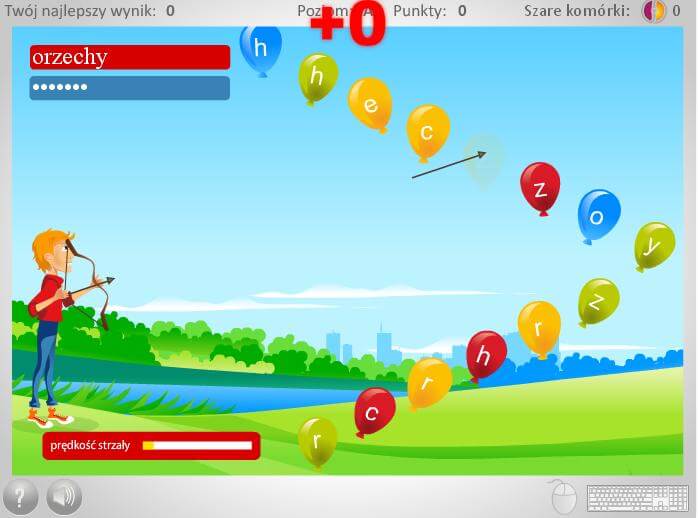 Twój najlepszy wynik: 0
Punkty: 0
Szare komórki: 0
+0
orzechy
h
h
e
c
z
o
y
z
r
h
r
c
r
prędkość strzały
?